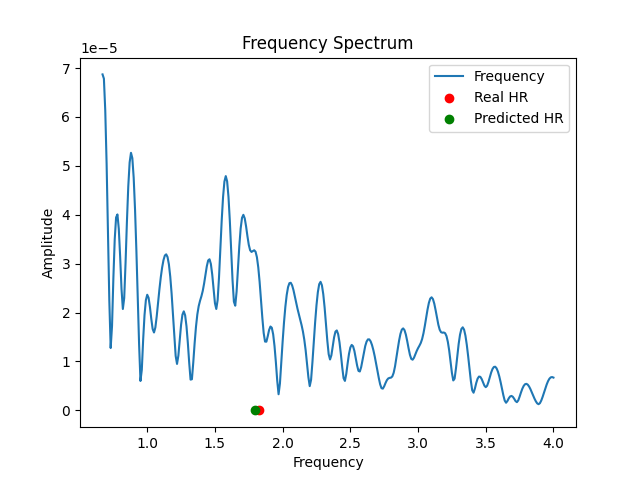 Frequency Spectrum
1e−5
7
6
5
4
3
2
1
0
Amplitude
1.0 1.5 2.0 2.5 3.0 3.5 4.0
Frequency
Frequency
Real HR
Predicted HR